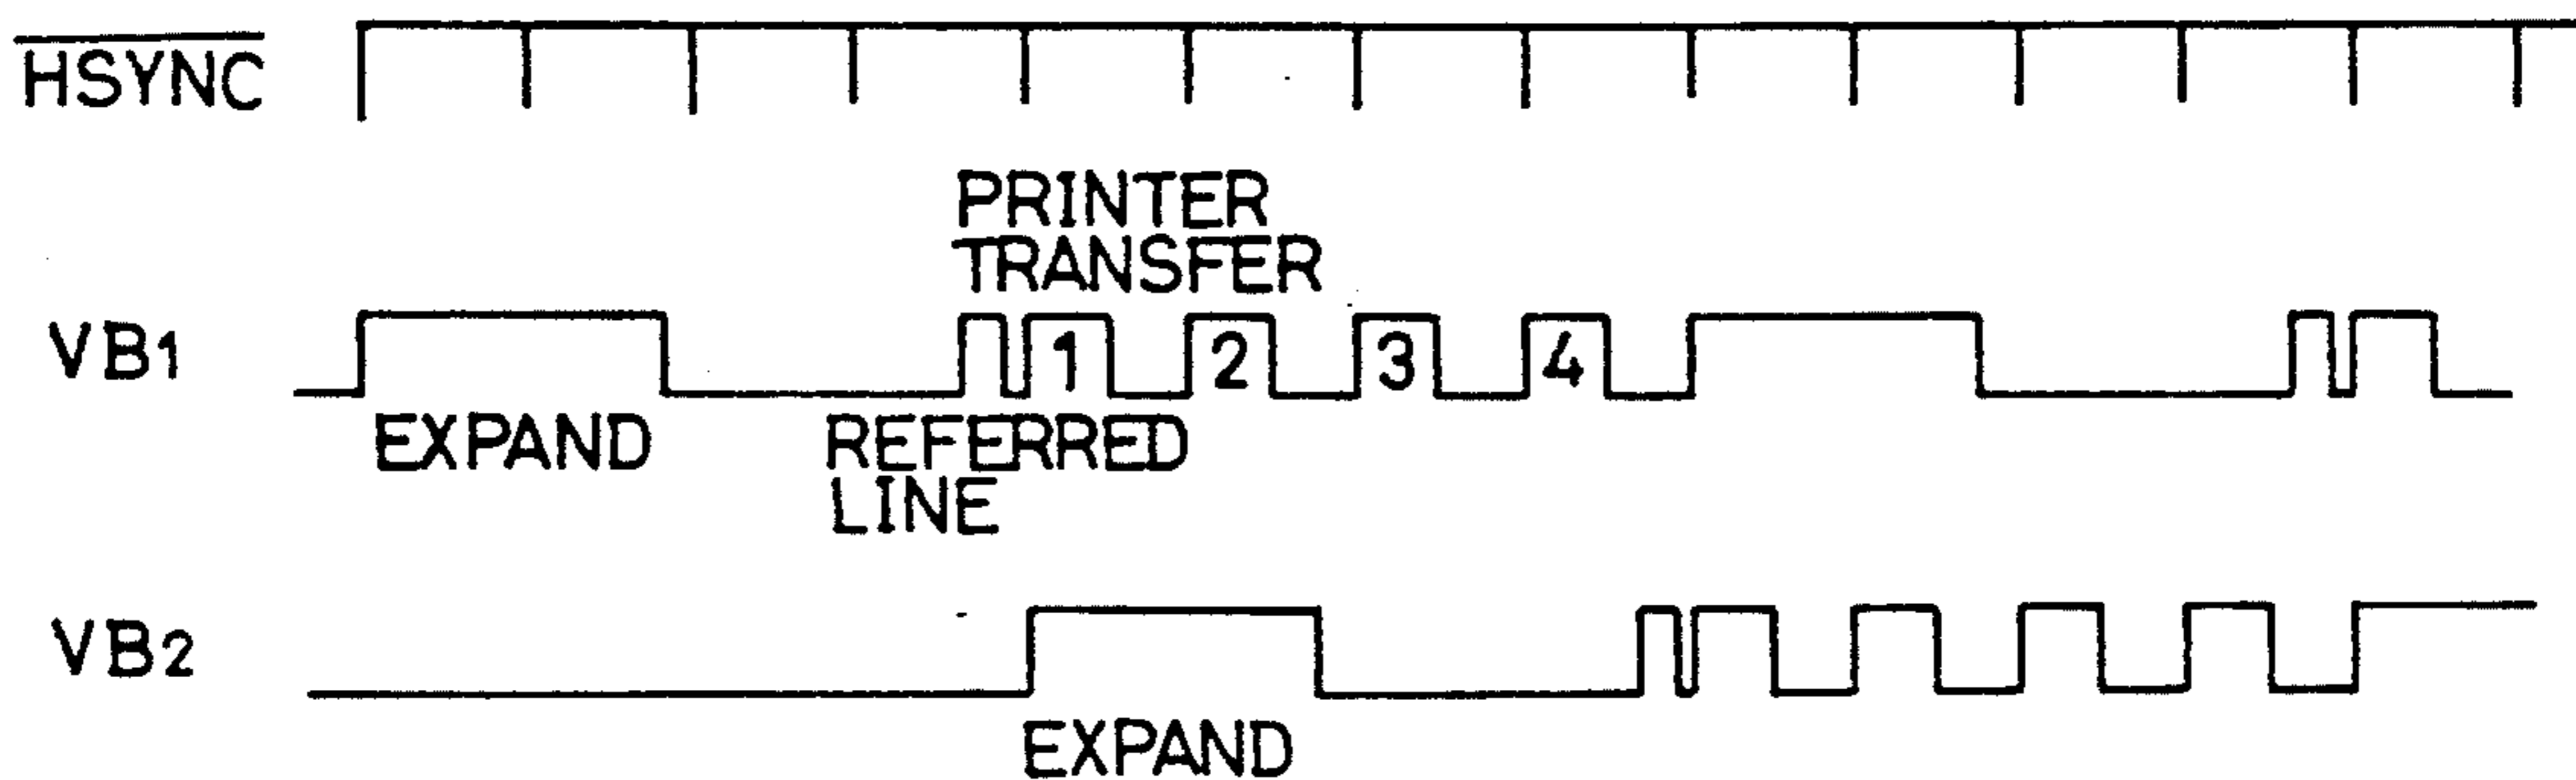 HSYNC
PRINTER
TRANSFER
VB1
1 2 3 4
EXPAND
REFERRED
LINE
VB2
EXPAND